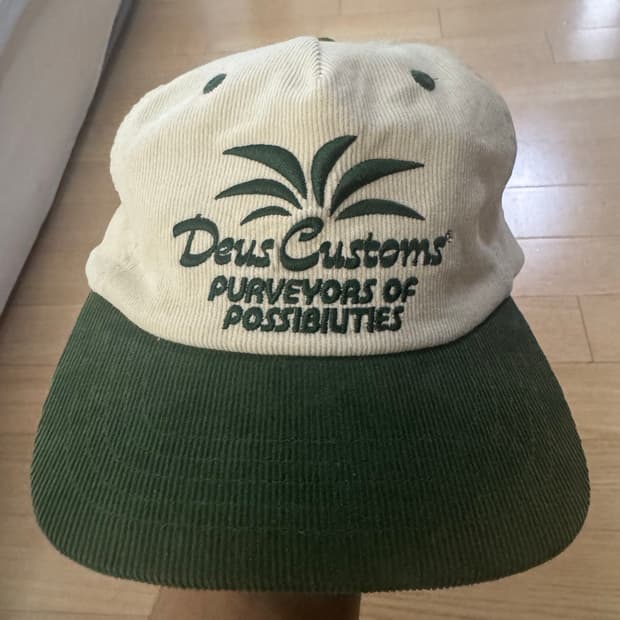 Deus Customs®
PURVEYORS OF
POSSIBILITIES